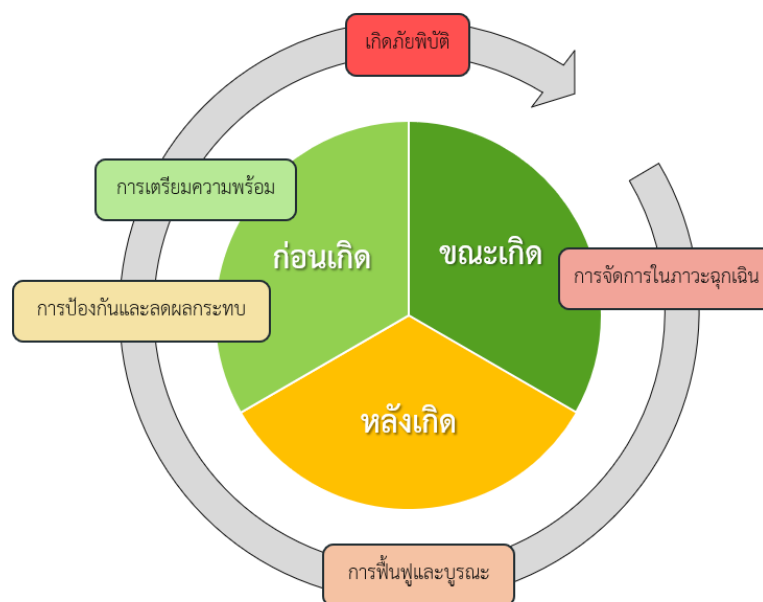 เกิดภัยพิบัติ
การเตรียมความพร้อม
ก่อนเกิด
ขณะเกิด
การจัดการในภาวะฉุกเฉิน
การป้องกันและลดผลกระทบ
หลังเกิด
การฟื้นฟูและบูรณะ